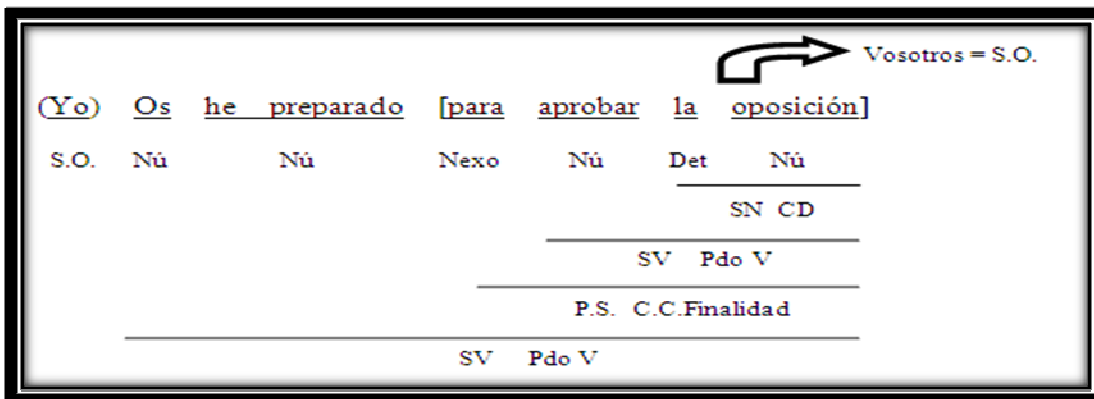 Vosotros = S.O.
(Yo) Os he preparado [para aprobar la oposición]
S.O. Nú Nú Nexo Nú Det Nú
SN CD
SV Pdo V
P.S. C.C.Finalidad
SV Pdo V